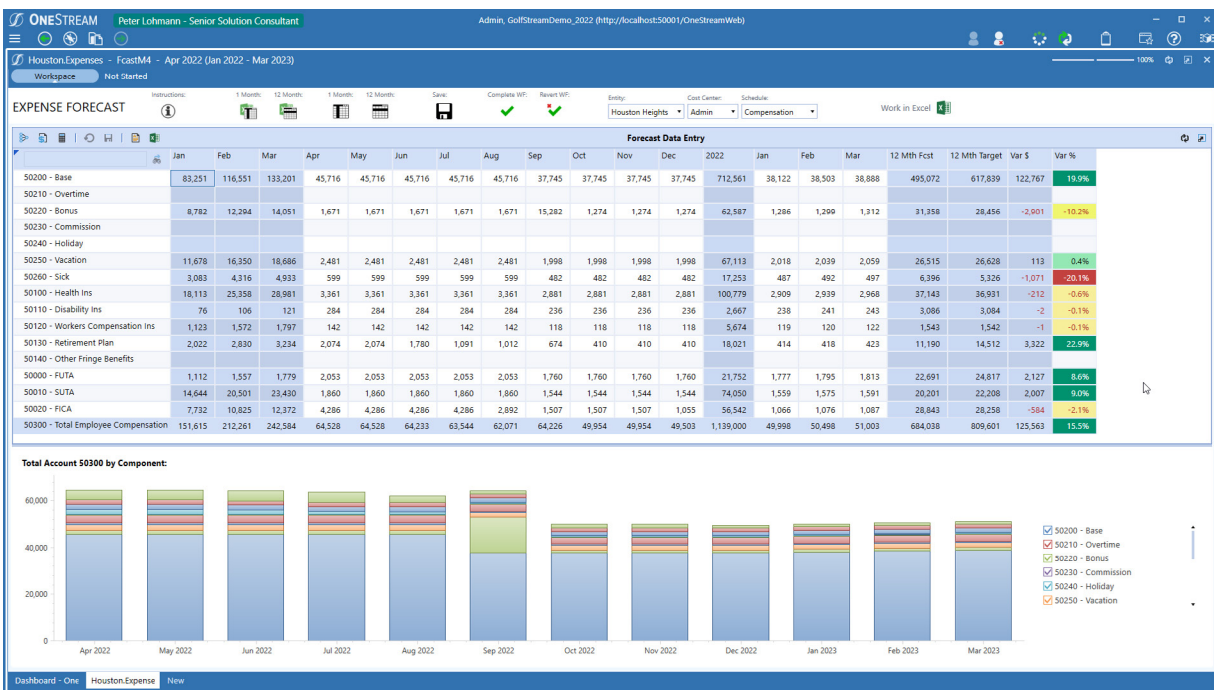 ONESTREAM Peter Lohmann - Senior Solution Consultant Admin, GolfStreamDemo_2022 (http://localhost:50001/OneStreamWeb)
Houston.Expenses - FcastM4 - Apr 2022 (Jan 2022 - Mar 2023) 100%
Workspace Not Started
Instructions: 1 Month: 12 Month: 1 Month: 12 Month: Save: Complete WF: Revert WF: Entity: Cost Center: Schedule:
EXPENSE FORECAST Houston Heights Admin Compensation Work in Excel
Forecast Data Entry
Jan Feb Mar Apr May Jun Jul Aug Sep Oct Nov Dec 2022 Jan Feb Mar 12 Mth Fcst 12 Mth Target Var $ Var %
50200 - Base 83,251 116,551 133,201 45,716 45,716 45,716 45,716 45,716 37,745 37,745 37,745 37,745 712,561 38,122 38,503 38,888 495,072 617,839 122,767 19.9%
50210 - Overtime
50220 - Bonus 8,782 12,294 14,051 1,671 1,671 1,671 1,671 1,671 15,282 1,274 1,274 1,274 62,587 1,286 1,299 1,312 31,358 28,456 -2,901 -10.2%
50230 - Commission
50240 - Holiday
50250 - Vacation 11,678 16,350 18,686 2,481 2,481 2,481 2,481 2,481 1,998 1,998 1,998 1,998 67,113 2,018 2,039 2,059 26,515 26,628 113 0.4%
50260 - Sick 3,083 4,316 4,933 599 599 599 599 599 482 482 482 482 17,253 487 492 497 6,396 5,326 -1,071 -20.1%
50100 - Health Ins 18,113 25,358 28,981 3,361 3,361 3,361 3,361 3,361 2,881 2,881 2,881 2,881 100,779 2,909 2,939 2,968 37,143 36,931 -212 -0.6%
50110 - Disability Ins 76 106 121 284 284 284 284 284 236 236 236 236 2,667 238 241 243 3,086 3,084 -2 -0.1%
50120 - Workers Compensation Ins 1,123 1,572 1,797 142 142 142 142 142 118 118 118 118 5,674 119 120 122 1,543 1,542 -1 -0.1%
50130 - Retirement Plan 2,022 2,830 3,234 2,074 2,074 1,780 1,091 1,012 674 410 410 410 18,021 414 418 423 11,190 14,512 3,322 22.9%
50140 - Other Fringe Benefits
50000 - FUTA 1,112 1,557 1,779 2,053 2,053 2,053 2,053 2,053 1,760 1,760 1,760 1,760 21,752 1,777 1,795 1,813 22,691 24,817 2,127 8.6%
50010 - SUTA 14,644 20,501 23,430 1,860 1,860 1,860 1,860 1,860 1,544 1,544 1,544 1,544 74,050 1,559 1,575 1,591 20,201 22,208 2,007 9.0%
50020 - FICA 7,732 10,825 12,372 4,286 4,286 4,286 4,286 2,892 1,507 1,507 1,507 1,055 56,542 1,066 1,076 1,087 28,843 28,258 -584 -2.1%
50300 - Total Employee Compensation 151,615 212,261 242,584 64,528 64,528 64,233 63,544 62,071 64,226 49,954 49,954 49,503 1,139,000 49,998 50,498 51,003 684,038 809,601 125,563 15.5%
Total Account 50300 by Component:
60,000
40,000
20,000
0
Apr 2022 May 2022 Jun 2022 Jul 2022 Aug 2022 Sep 2022 Oct 2022 Nov 2022 Dec 2022 Jan 2023 Feb 2023 Mar 2023
50200 - Base
50210 - Overtime
50220 - Bonus
50230 - Commission
50240 - Holiday
50250 - Vacation
Dashboard - One Houston.Expense New